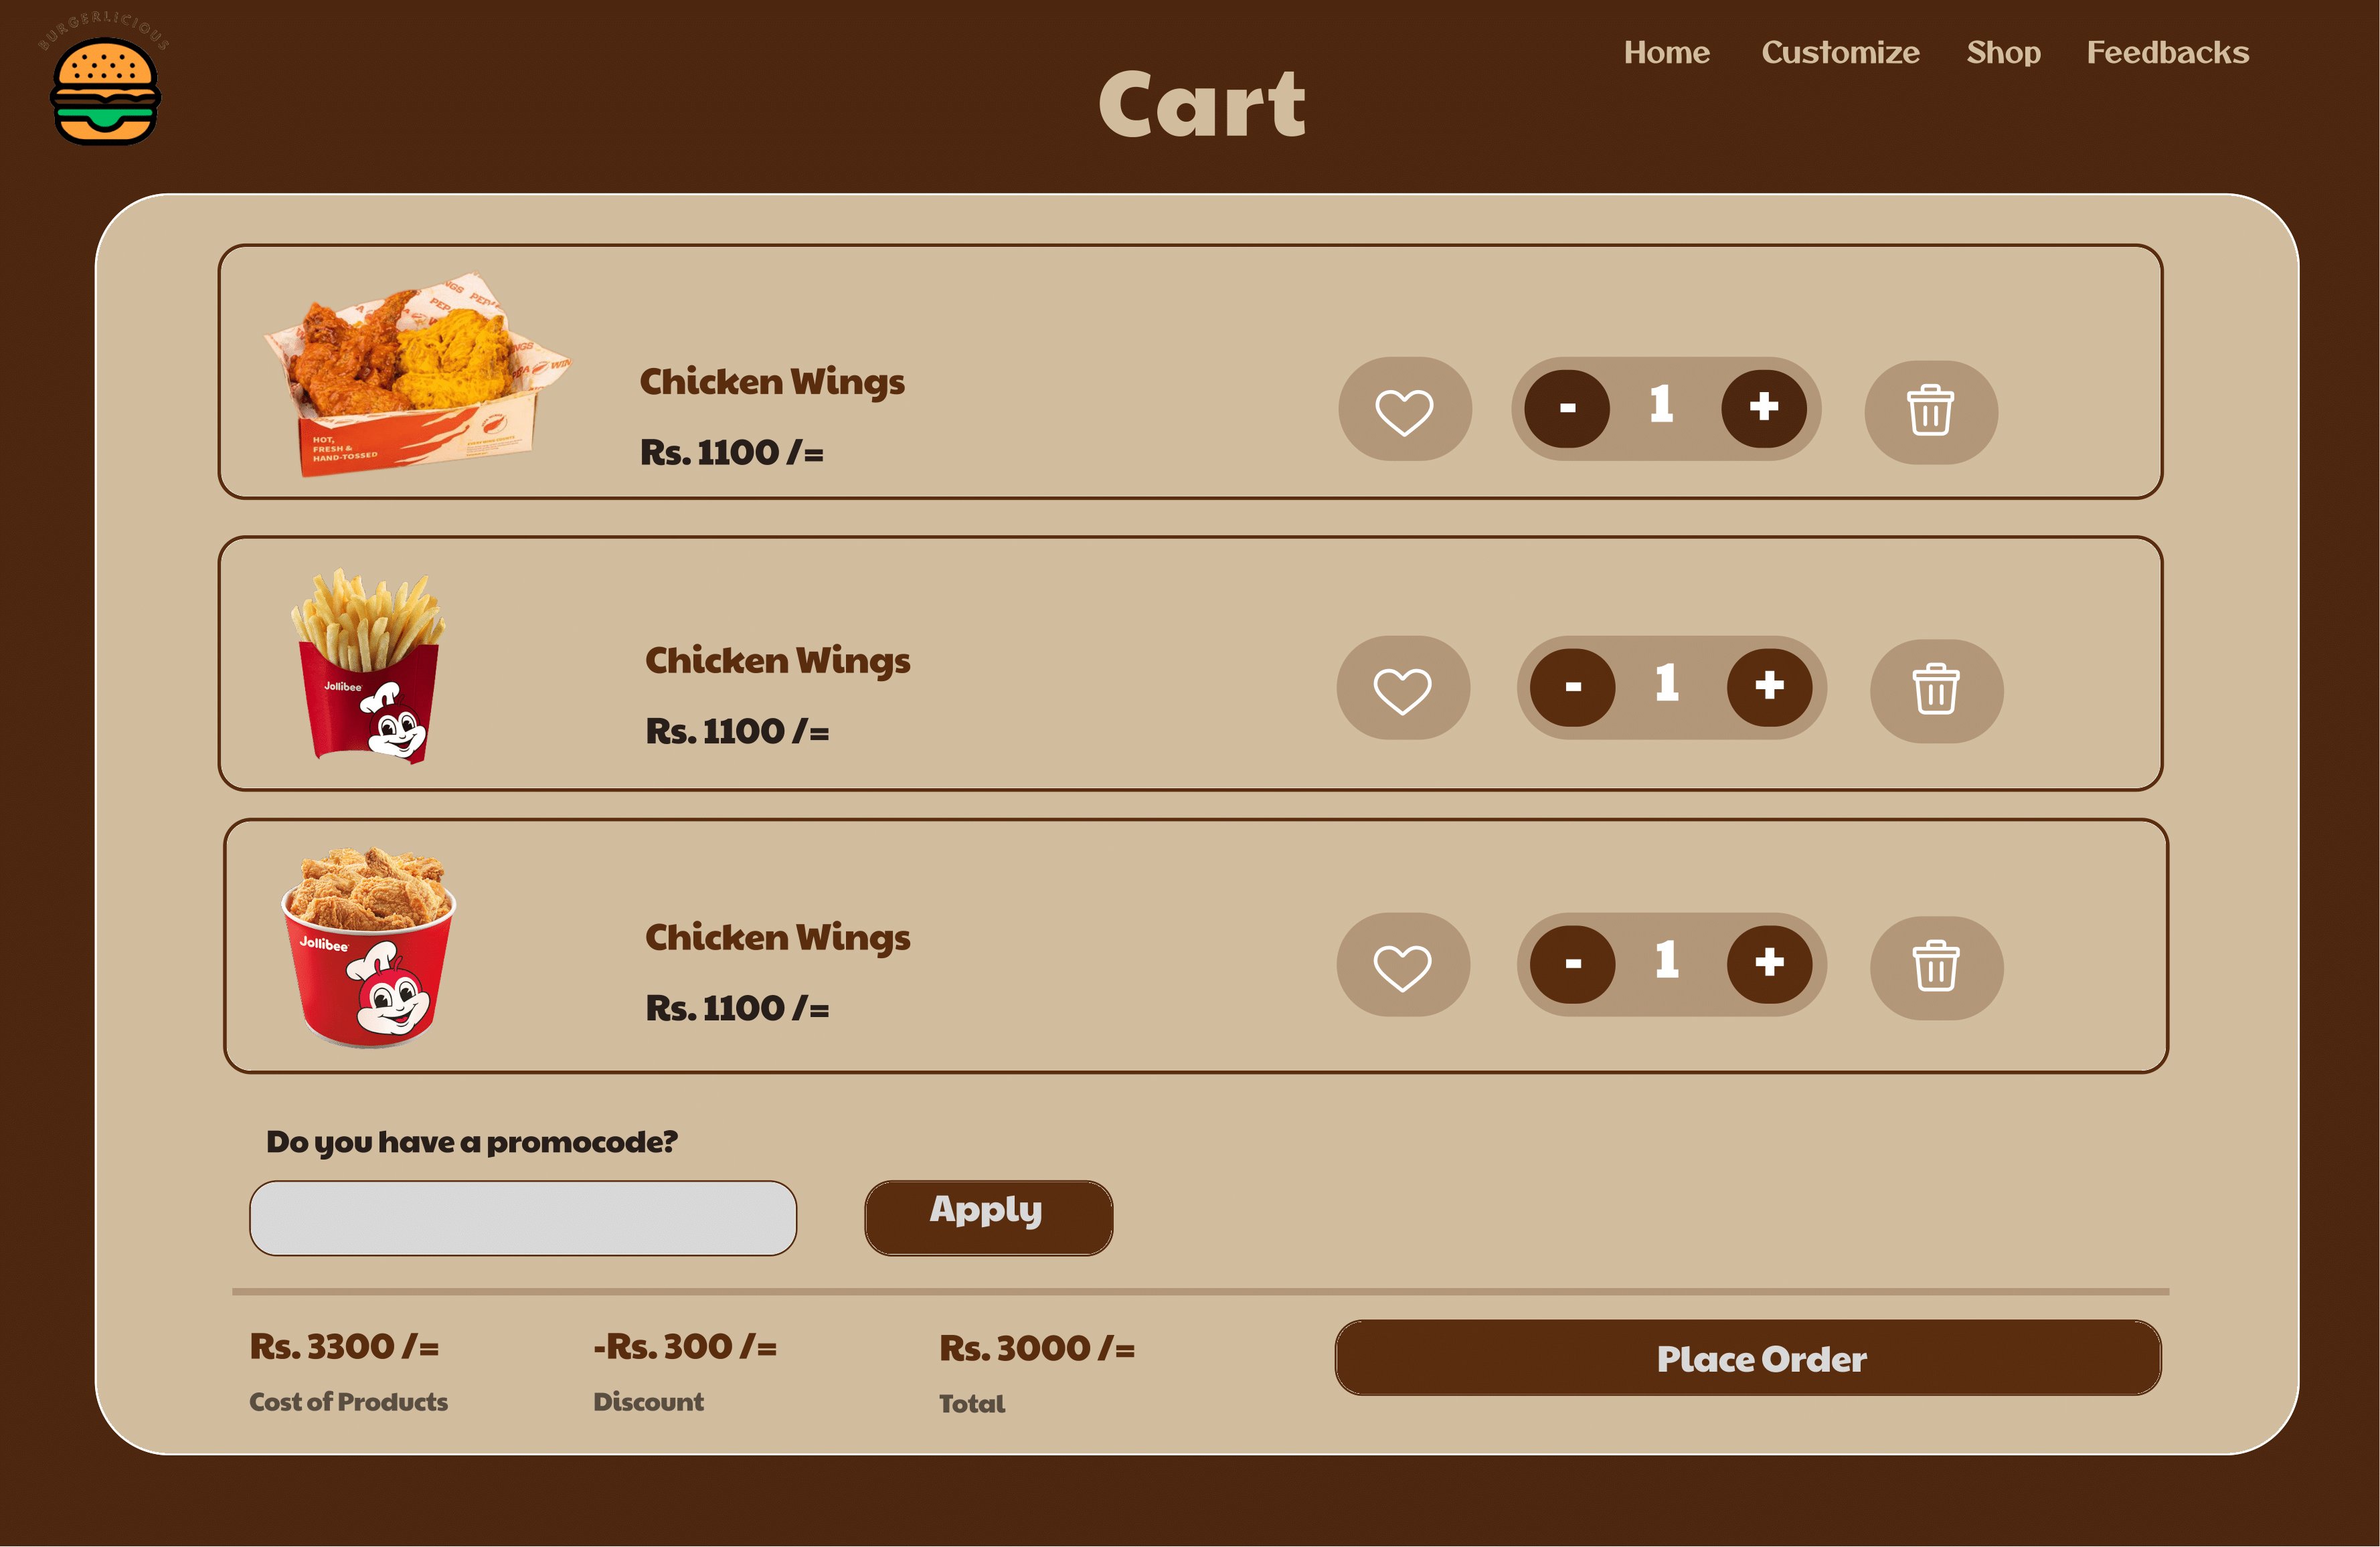 BURGERLICIOUS
Home Customize Shop Feedbacks
Cart
HOT,
FRESH &
HAND-TOSSED
Chicken Wings
Rs. 1100 /=
- 1 +
Jollibee
Chicken Wings
Rs. 1100 /=
- 1 +
Jollibee
Chicken Wings
Rs. 1100 /=
- 1 +
Do you have a promocode?
Apply
Rs. 3300 /= -Rs. 300 /= Rs. 3000 /=
Cost of Products Discount Total
Place Order